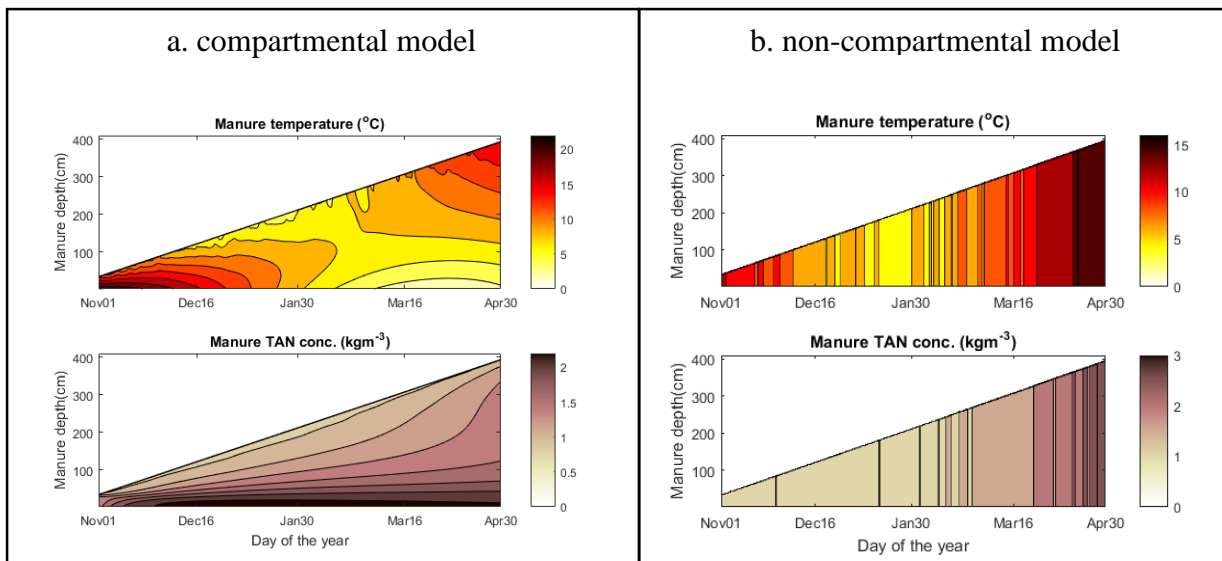 a. compartmental model
Manure temperature (°C)
Manure depth(cm)
400
300
200
100
Nov01 Dec16 Jan30 Mar16 Apr30
20
15
10
5
0
Manure TAN conc. (kgm⁻³)
Manure depth(cm)
400
300
200
100
Nov01 Dec16 Jan30 Mar16 Apr30
Day of the year
2
1.5
1
0.5
0
b. non-compartmental model
Manure temperature (°C)
Manure depth(cm)
400
300
200
100
Nov01 Dec16 Jan30 Mar16 Apr30
15
10
5
0
Manure TAN conc. (kgm⁻³)
Manure depth(cm)
400
300
200
100
Nov01 Dec16 Jan30 Mar16 Apr30
Day of the year
3
2
1
0